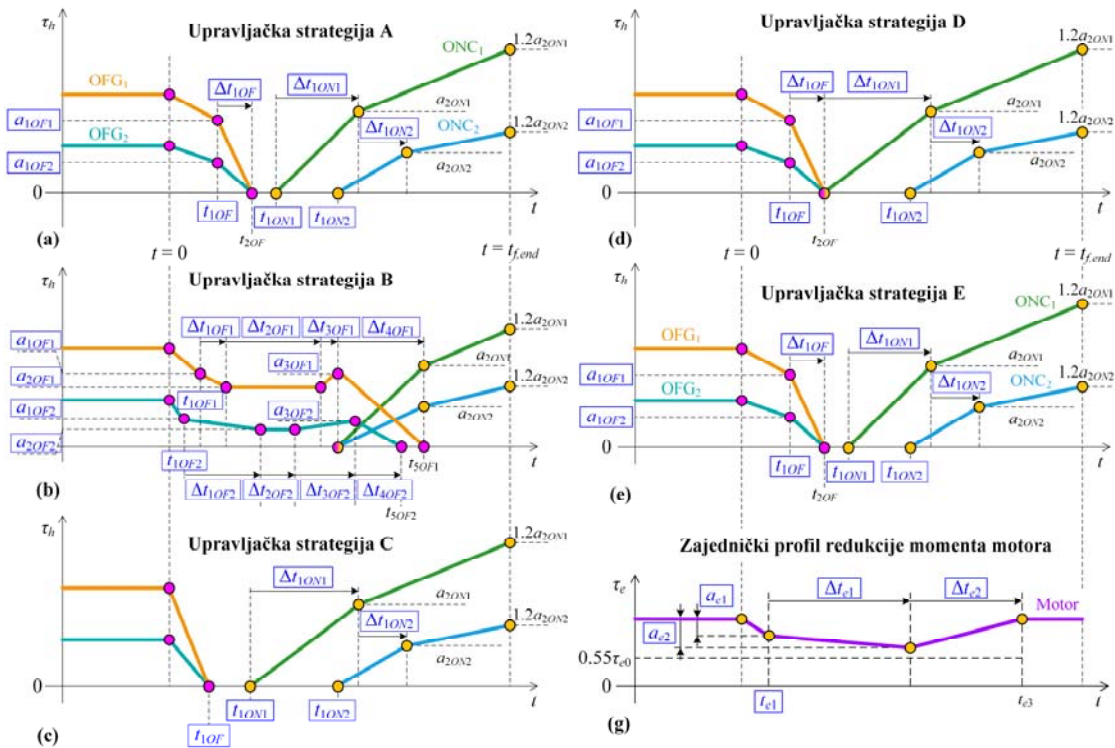 τh
Upravljačka strategija A
OFG1
OFG2
ONC1
ONC2
1.2a2ON1
1.2a2ON2
a2ON1
a2ON2
a1OF1
a1OF2
Δt1OF
Δt1ON1
Δt1ON2
0
t1OF
t2OF
t1ON1
t1ON2
t
(a)
t = 0
t = tf,end
τh
Upravljačka strategija B
a1OF1
a2OF1
a1OF2
a2OF2
Δt1OF1
Δt2OF1
Δt3OF1
Δt4OF1
a3OF1
a3OF2
t1OF1
t1OF2
1.2a2ON1
a2ON1
1.2a2ON2
a2ON2
t5OF1
t
Δt1OF2
Δt2OF2
Δt3OF2
Δt4OF2
t5OF2
(b)
τh
Upravljačka strategija C
Δt1ON1
Δt1ON2
1.2a2ON1
a2ON1
1.2a2ON2
a2ON2
0
t1OF
t1ON1
t1ON2
t
(c)
τh
Upravljačka strategija D
Δt1OF
Δt1ON1
Δt1ON2
1.2a2ON1
a2ON1
1.2a2ON2
a2ON2
a1OF1
a1OF2
0
t1OF
t2OF
t1ON2
t
(d)
t = 0
t = tf,end
τh
Upravljačka strategija E
OFG1
OFG2
ONC1
ONC2
Δt1OF
Δt1ON1
Δt1ON2
1.2a2ON1
a2ON1
1.2a2ON2
a2ON2
a1OF1
a1OF2
0
t1OF
t2OF
t1ON1
t1ON2
t
(e)
Zajednički profil redukcije momenta motora
τe
ae1
ae2
Δte1
Δte2
Motor
0.55τe0
0
te1
te3
t
(g)